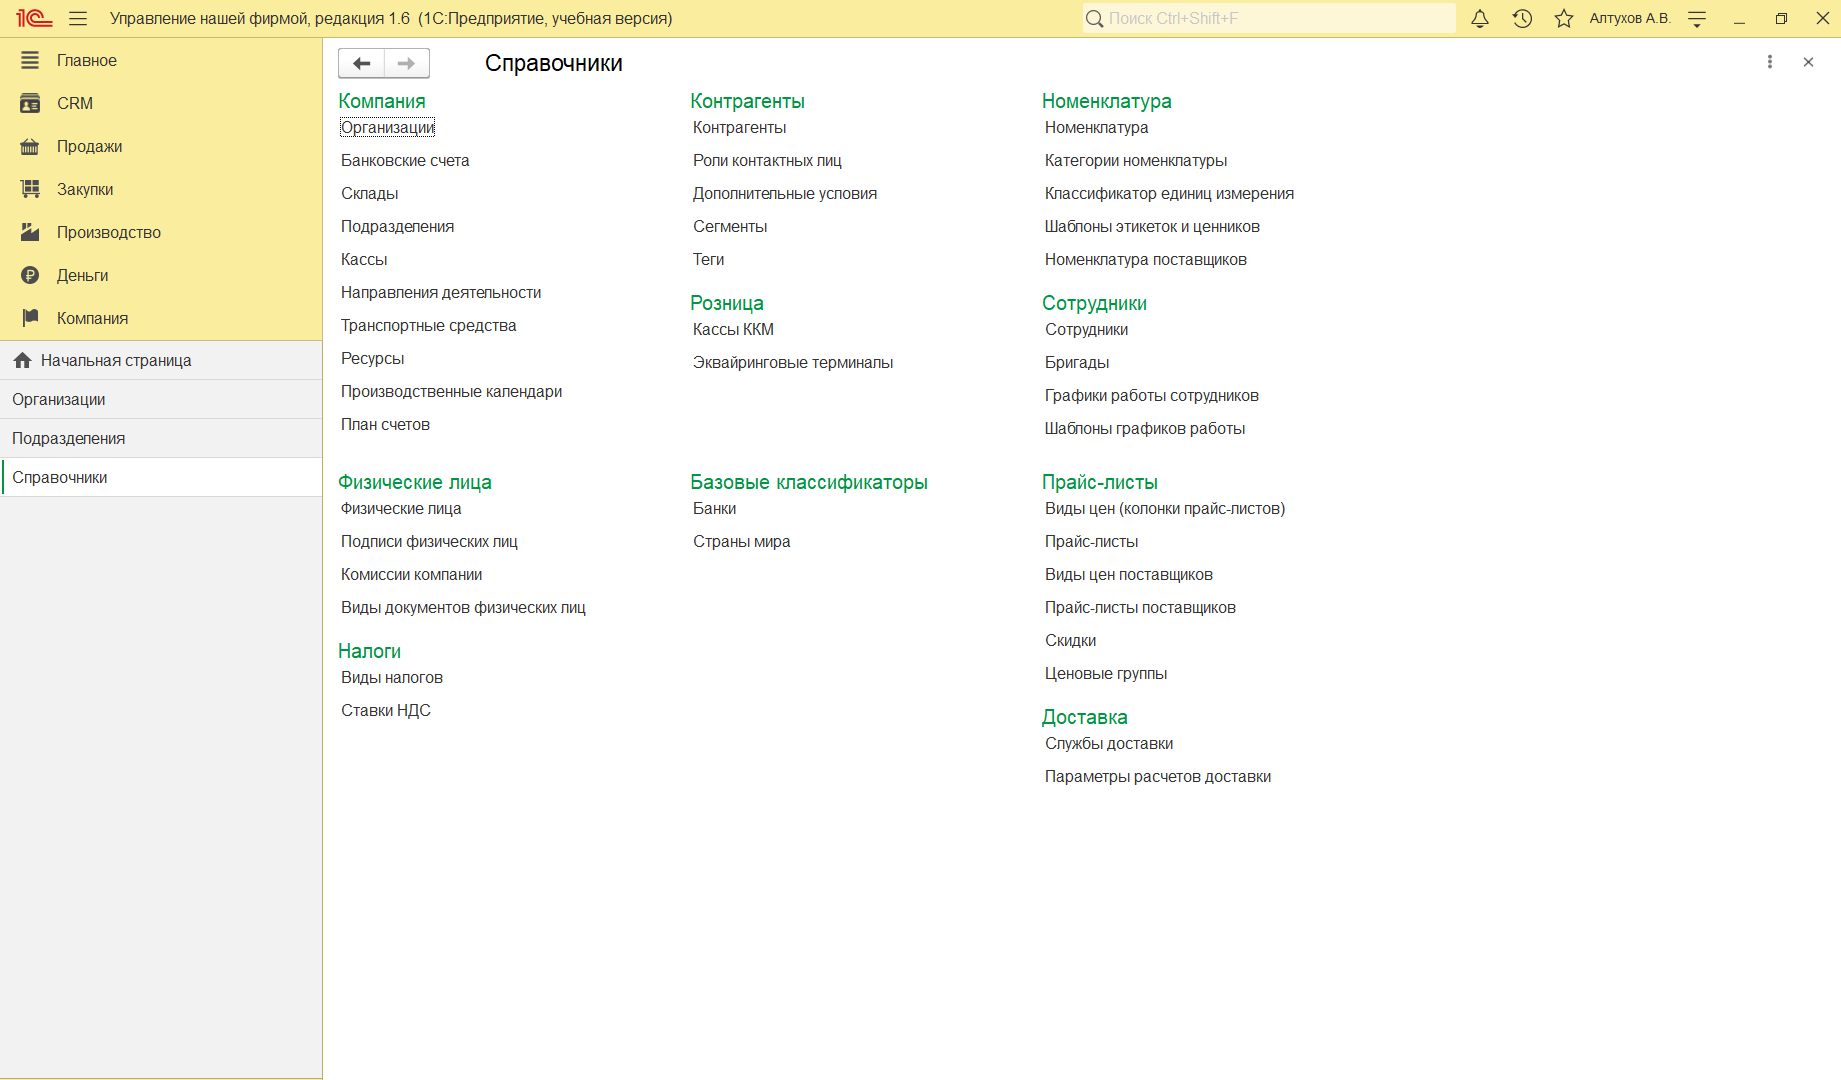 1С Управление нашей фирмой, редакция 1.6 (1С:Предприятие, учебная версия)
Поиск Ctrl+Shift+F
Алтухов А.В.
Главное
CRM
Продажи
Закупки
Производство
Деньги
Компания
Начальная страница
Организации
Подразделения
Справочники
Справочники
Компания
Организации
Банковские счета
Склады
Подразделения
Кассы
Направления деятельности
Транспортные средства
Ресурсы
Производственные календари
План счетов
Контрагенты
Контрагенты
Роли контактных лиц
Дополнительные условия
Сегменты
Теги
Розница
Кассы ККМ
Эквайринговые терминалы
Номенклатура
Номенклатура
Категории номенклатуры
Классификатор единиц измерения
Шаблоны этикеток и ценников
Номенклатура поставщиков
Сотрудники
Сотрудники
Бригады
Графики работы сотрудников
Шаблоны графиков работы
Физические лица
Физические лица
Подписи физических лиц
Комиссии компании
Виды документов физических лиц
Налоги
Виды налогов
Ставки НДС
Базовые классификаторы
Банки
Страны мира
Прайс-листы
Виды цен (колонки прайс-листов)
Прайс-листы
Виды цен поставщиков
Прайс-листы поставщиков
Скидки
Ценовые группы
Доставка
Службы доставки
Параметры расчетов доставки